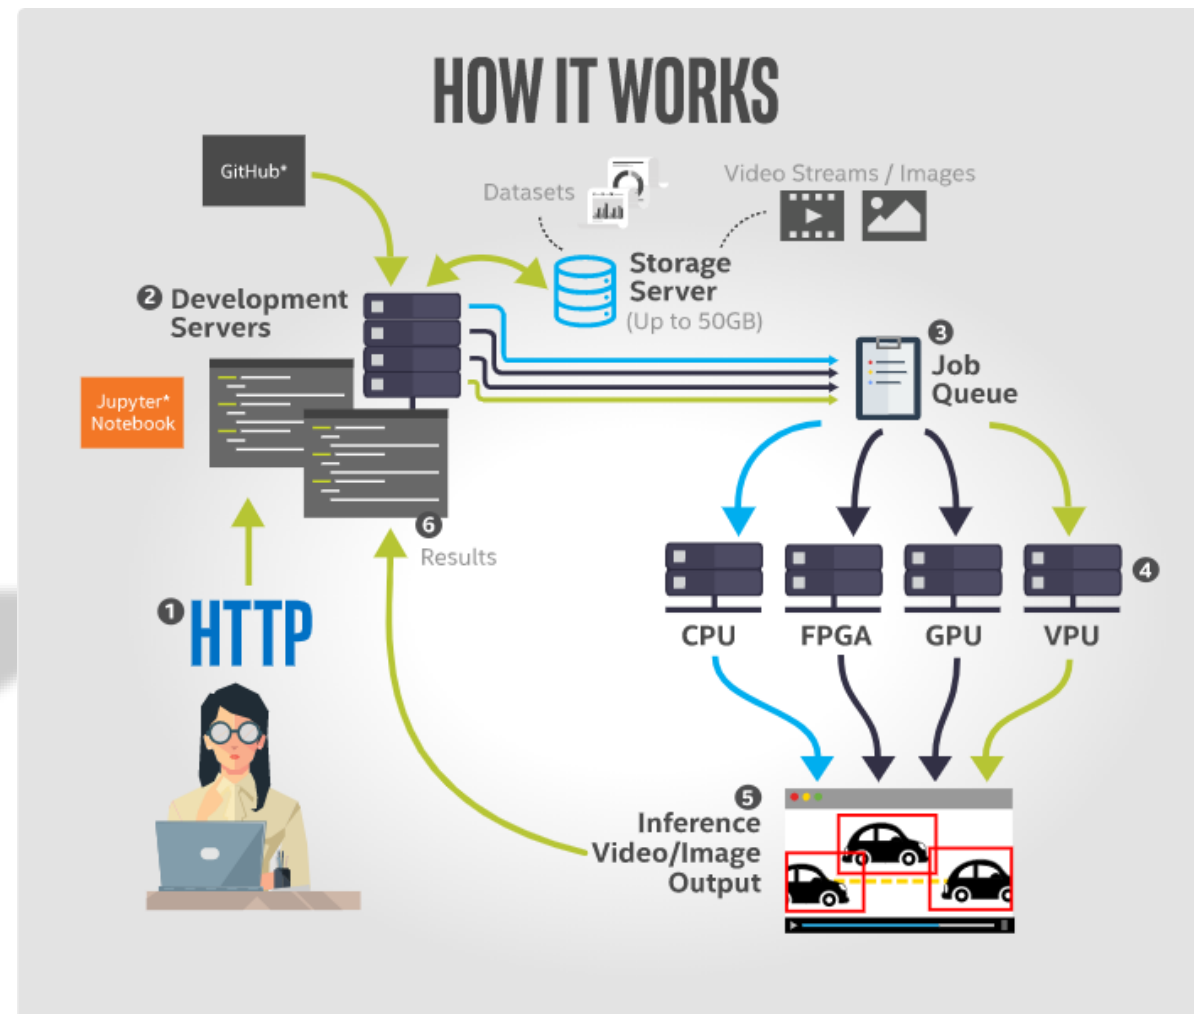 HOW IT WORKS
GitHub*
Datasets
Video Streams / Images
Storage
Server
(Up to 50GB)
2 Development
Servers
Jupyter*
Notebook
3
Job
Queue
6
Results
1 HTTP
4
CPU
FPGA
GPU
VPU
5
Inference
Video/Image
Output